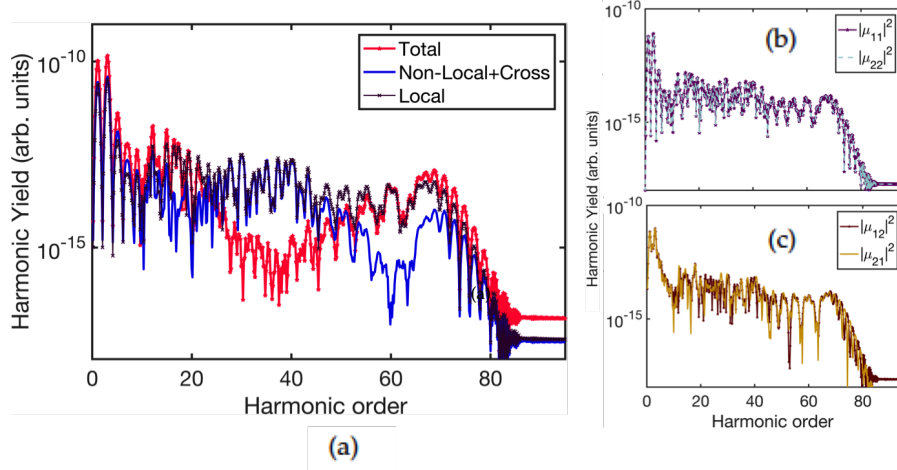 Harmonic Yield (arb. units)
10⁻¹⁰
10⁻¹⁵
Total
Non-Local+Cross
Local
(a)
0 20 40 60 80
Harmonic order
(a)
Harmonic Yield (arb. units)
10⁻¹⁰
10⁻¹⁵
(b)
|μ₁₁|²
|μ₂₂|²
10⁻¹⁰
10⁻¹⁵
(c)
|μ₁₂|²
|μ₂₁|²
0 20 40 60 80
Harmonic order